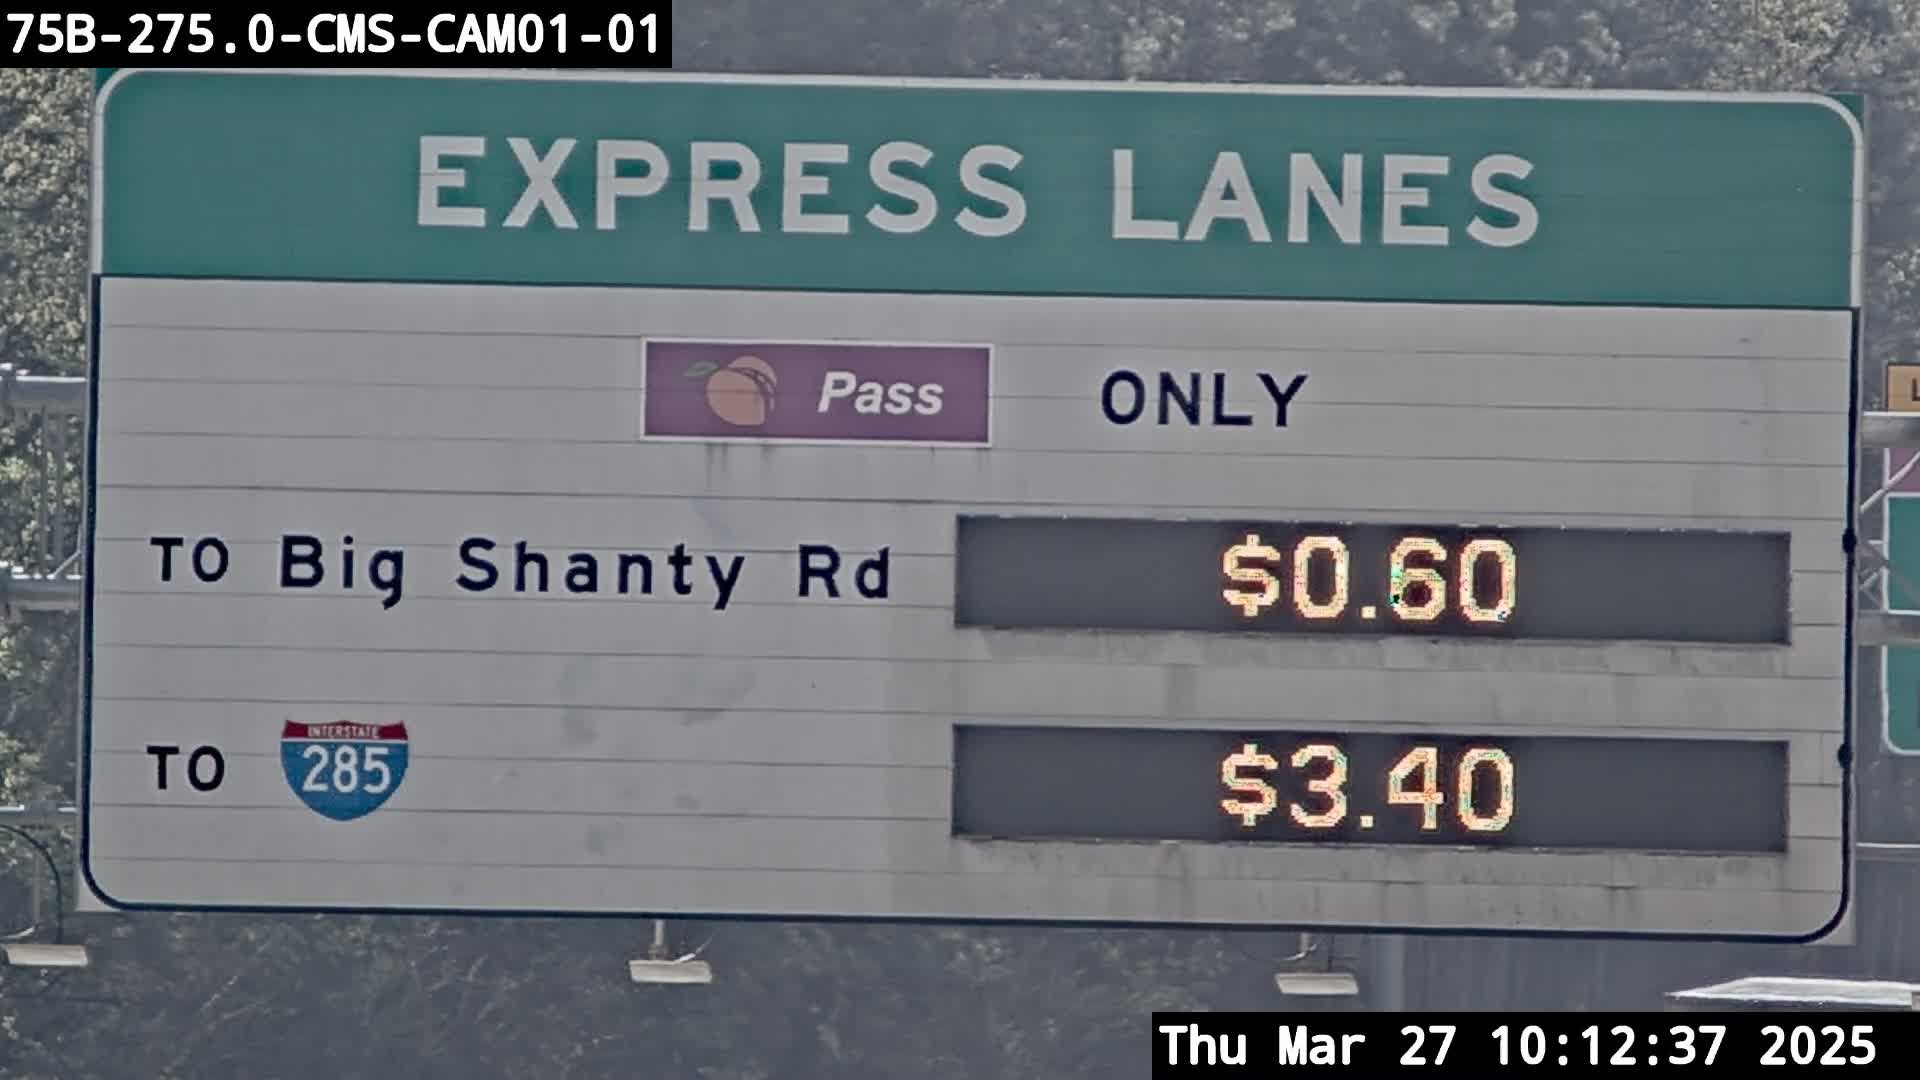 75B-275.0-CMS-CAM01-01
EXPRESS LANES
Pass ONLY
TO Big Shanty Rd $0.60
TO INTERSTATE 285 $3.40
Thu Mar 27 10:12:37 2025